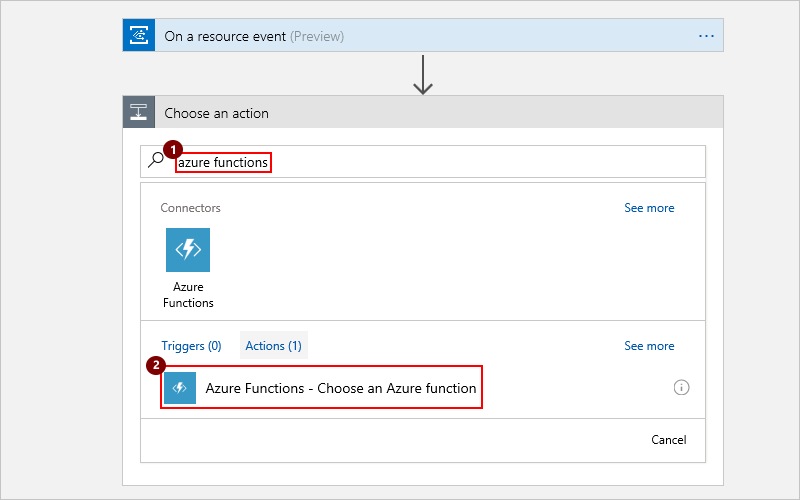 On a resource event (Preview)
Choose an action
1
azure functions
Connectors
See more
Azure
Functions
Triggers (0)
Actions (1)
See more
2
Azure Functions - Choose an Azure function
Cancel